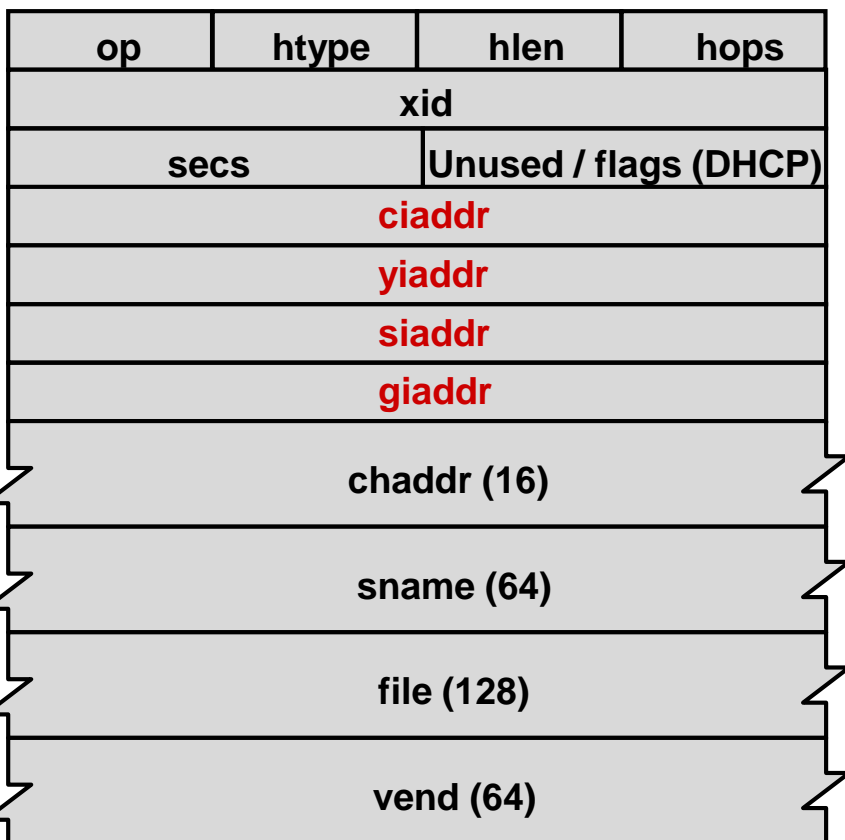 op htype hlen hops
xid
secs Unused / flags (DHCP)
ciaddr
yiaddr
siaddr
giaddr
chaddr (16)
sname (64)
file (128)
vend (64)